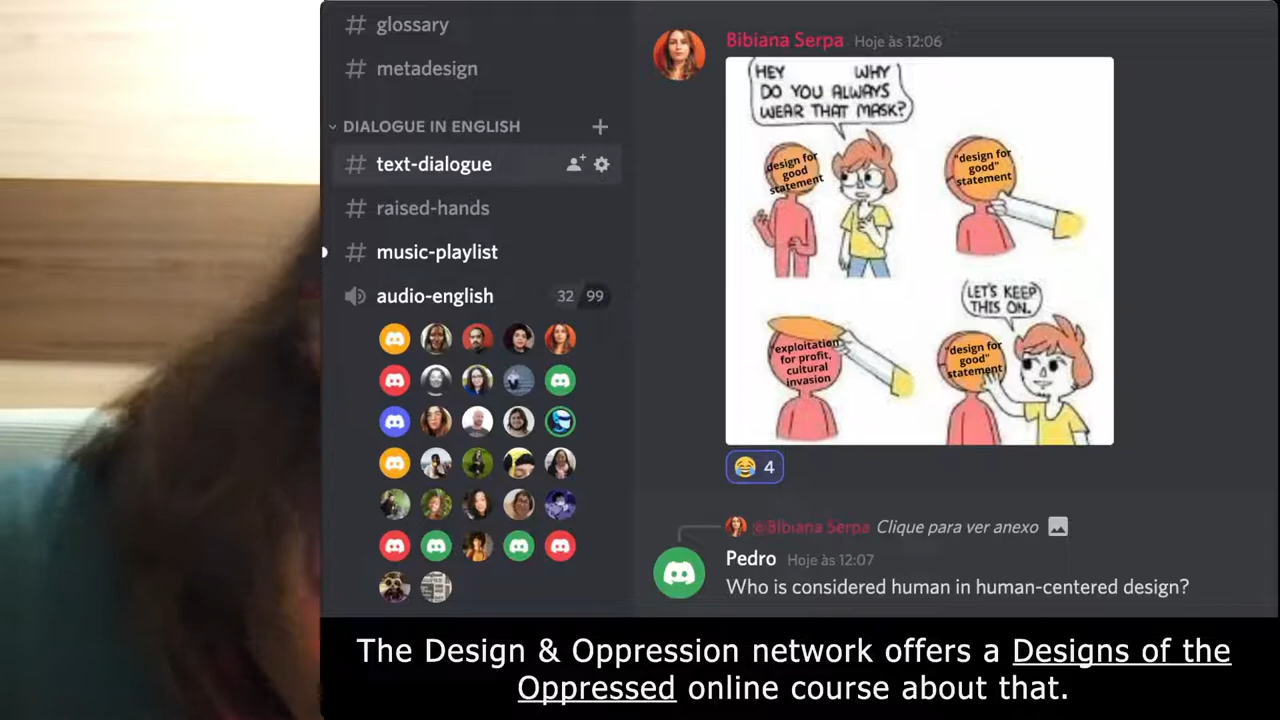 # glossary
# metadesign
DIALOGUE IN ENGLISH +
# text-dialogue
# raised-hands
# music-playlist
audio-english 32 99
Bibiana Serpa Hoje às 12:06
HEY WHY
DO YOU ALWAYS
WEAR THAT MASK?
design for
good
statement
"design for
good"
statement
"exploitation
for profit,
cultural
invasion
LET'S KEEP
THIS ON.
"design for
good"
statement
😂 4
@Bibiana Serpa Clique para ver anexo
Pedro Hoje às 12:07
Who is considered human in human-centered design?
The Design & Oppression network offers a Designs of the
Oppressed online course about that.